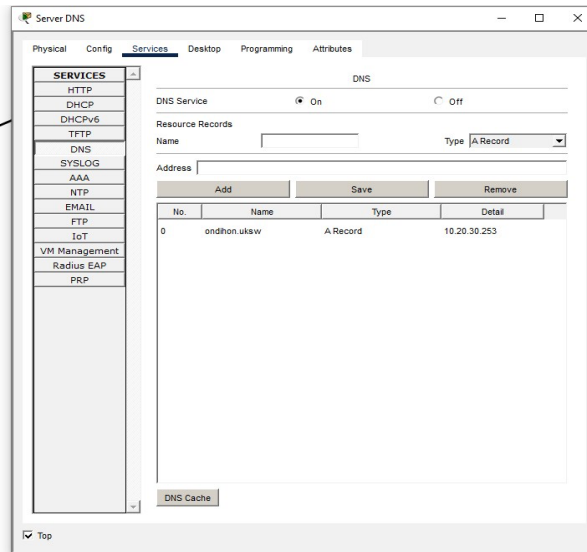 Server DNS
Physical Config Services Desktop Programming Attributes
SERVICES
HTTP
DHCP
DHCPv6
TFTP
DNS
SYSLOG
AAA
NTP
EMAIL
FTP
IoT
VM Management
Radius EAP
PRP
DNS
DNS Service On Off
Resource Records
Name Type A Record
Address
Add Save Remove
No. Name Type Detail
0 ondihon.uksw A Record 10.20.30.253
DNS Cache
Top